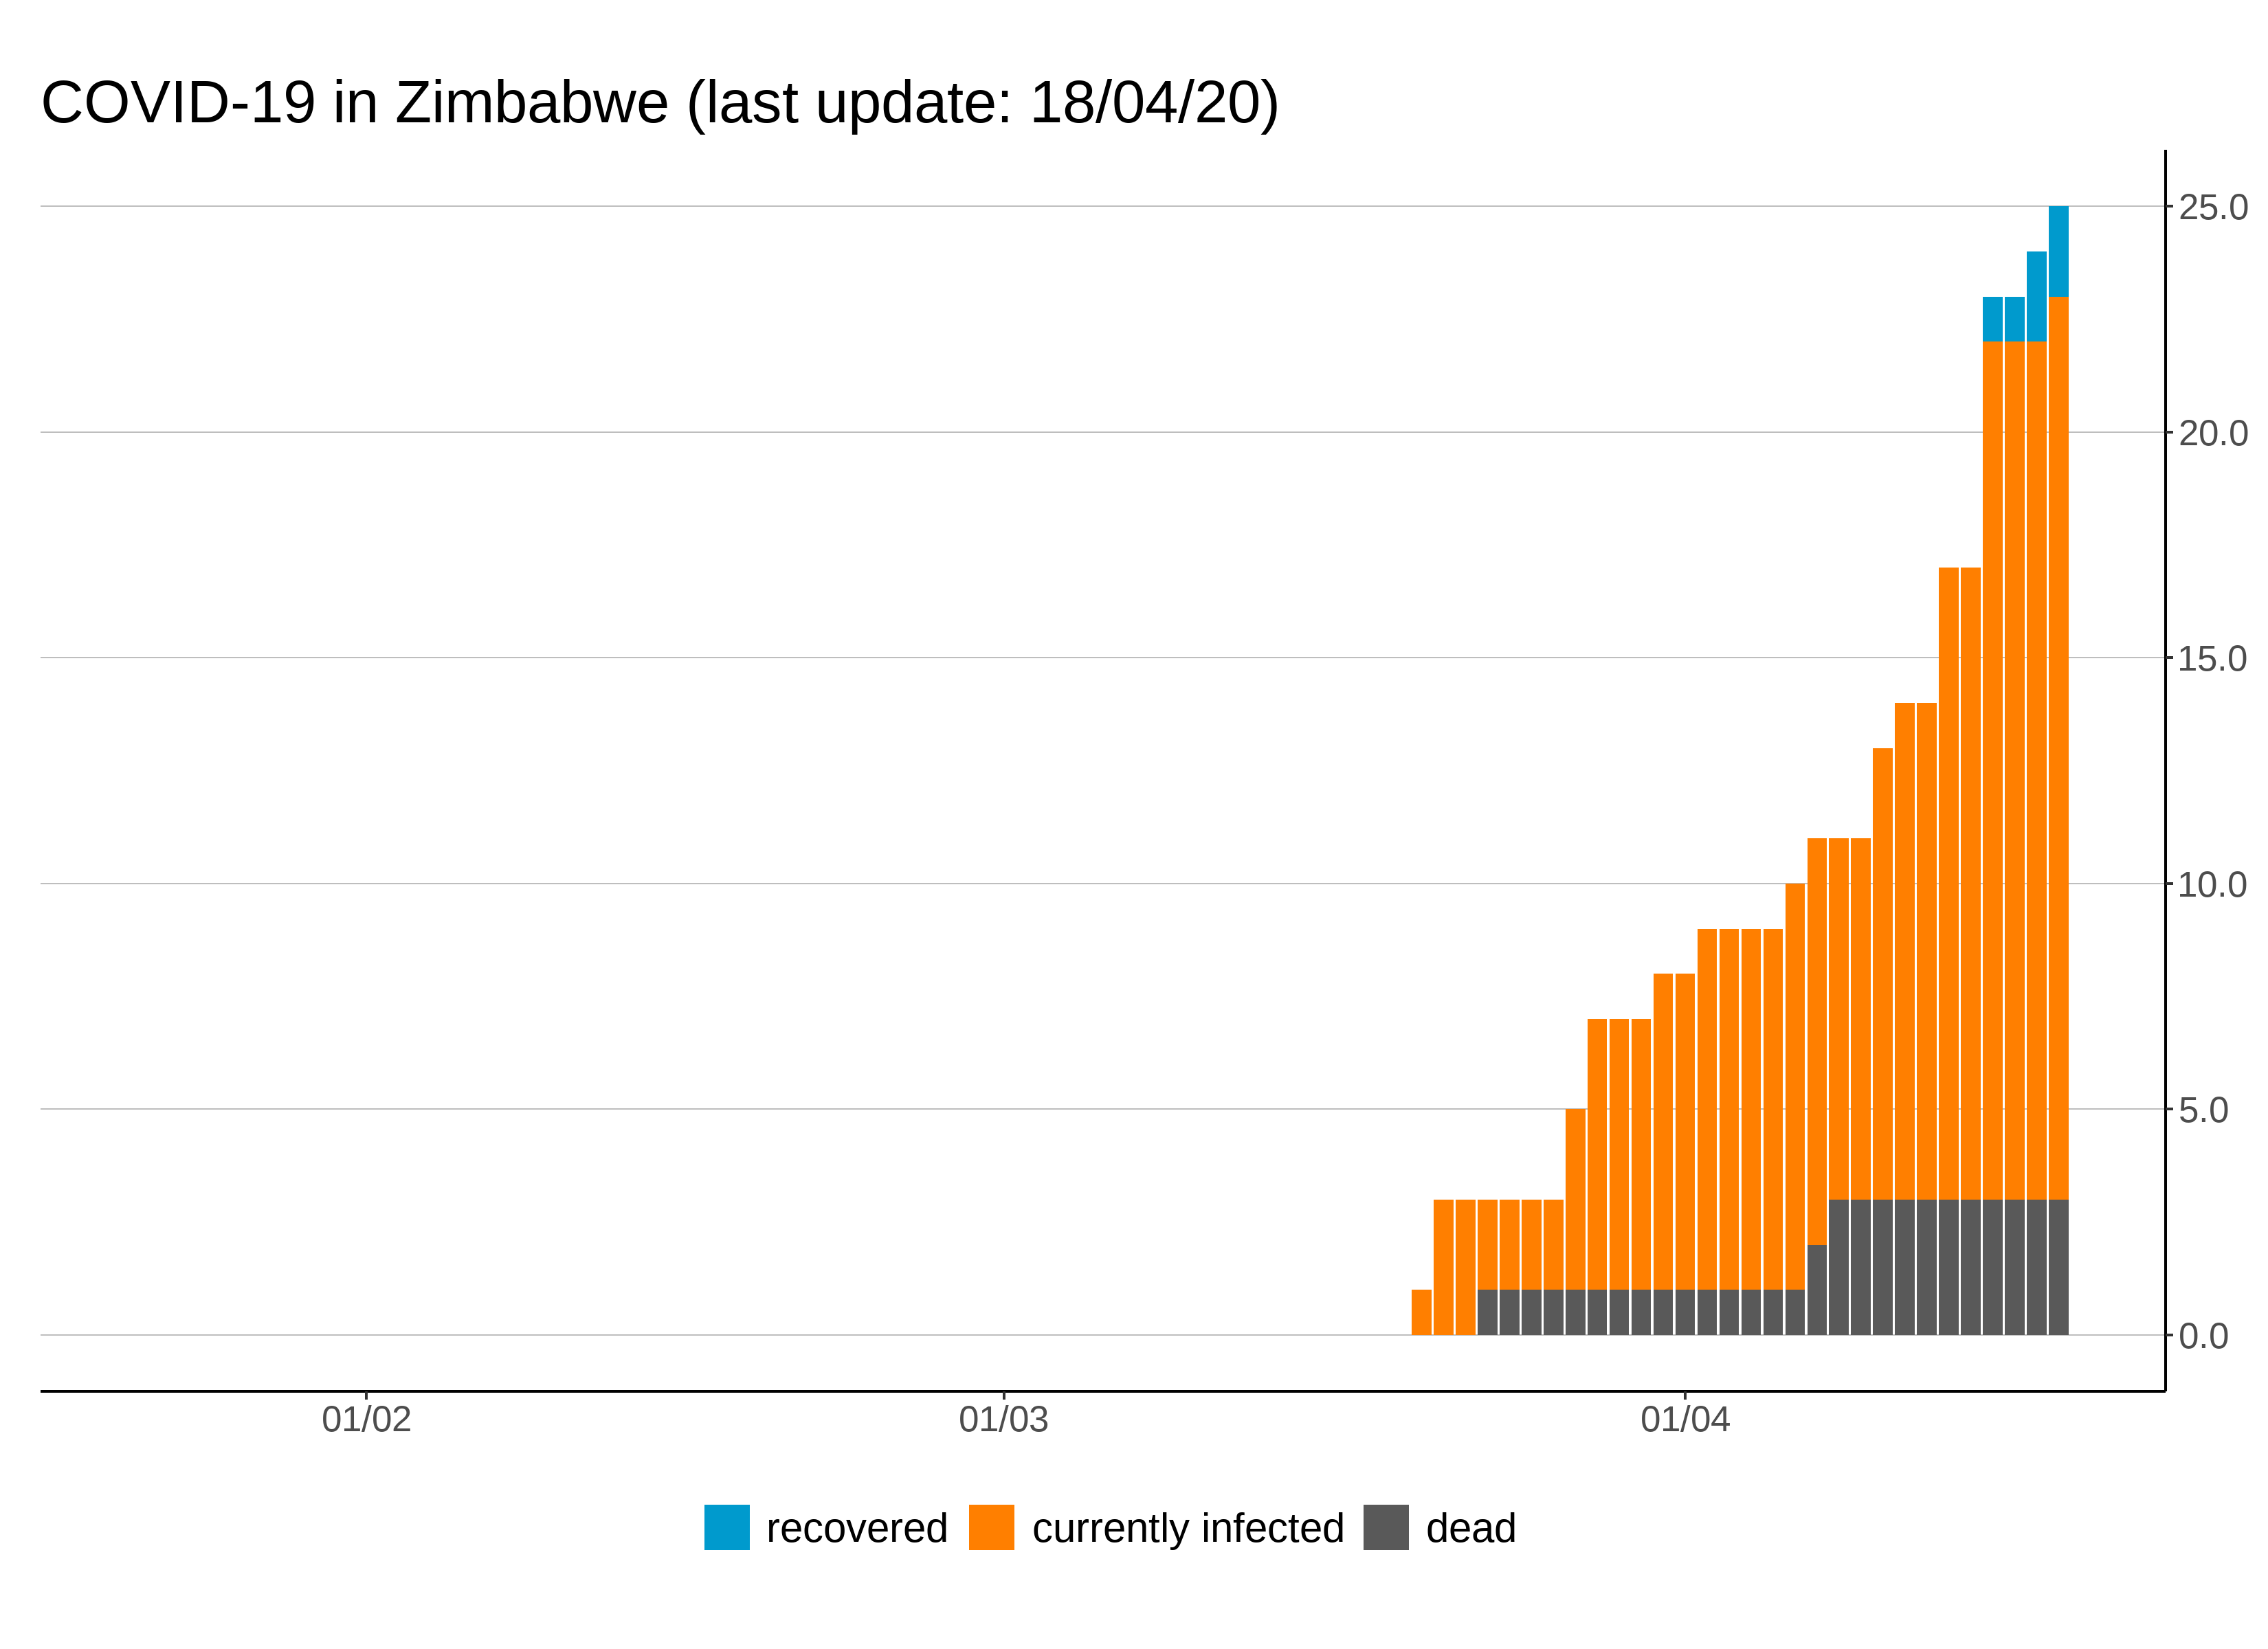 COVID-19 in Zimbabwe (last update: 18/04/20)
25.0
20.0
15.0
10.0
5.0
0.0
01/02 01/03 01/04
recovered currently infected dead